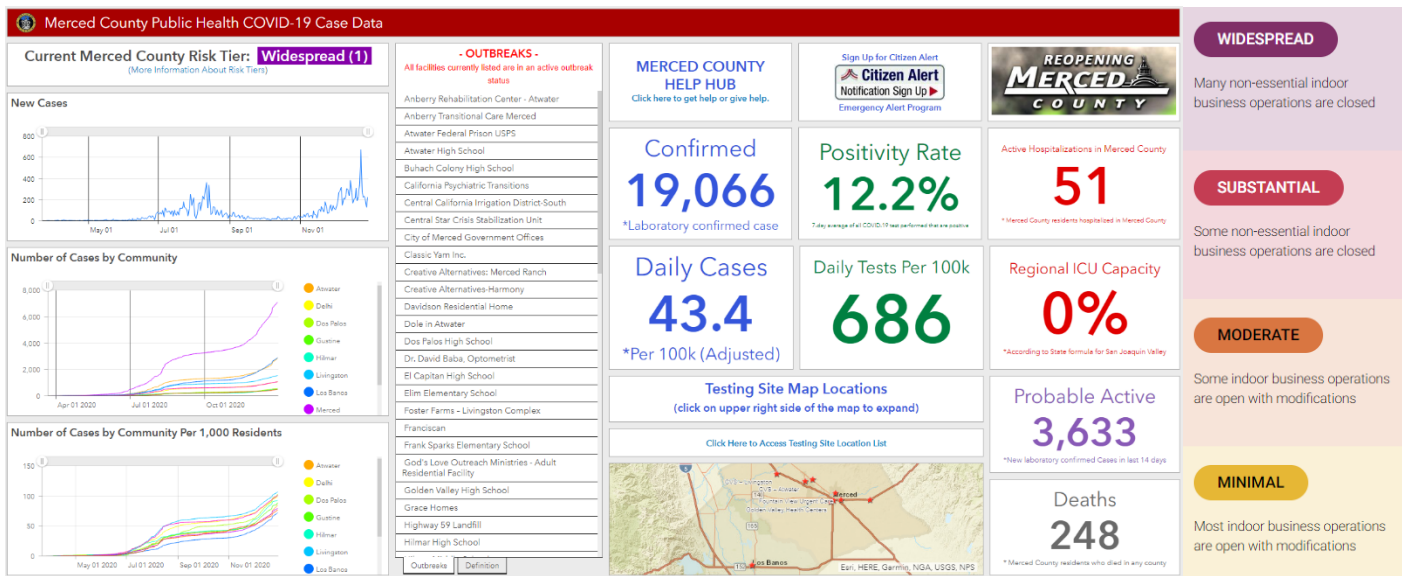 Merced County Public Health COVID-19 Case Data
Current Merced County Risk Tier: Widespread (1)
(More Information About Risk Tiers)
New Cases
800
600
400
200
0
May 01
Jul 01
Sep 01
Nov 01
Number of Cases by Community
8,000
6,000
4,000
2,000
0
Apr 01 2020
Jul 01 2020
Oct 01 2020
Atwater
Delhi
Dos Palos
Gustine
Hilmar
Livingston
Los Banos
Merced
Number of Cases by Community Per 1,000 Residents
150
100
50
0
May 01 2020
Jul 01 2020
Sep 01 2020
Nov 01 2020
Atwater
Delhi
Dos Palos
Gustine
Hilmar
Livingston
Los Banos
- OUTBREAKS -
All facilities currently listed are in an active outbreak
status
Anberry Rehabilitation Center - Atwater
Anberry Transitional Care Merced
Atwater Federal Prison USPS
Atwater High School
Buhach Colony High School
California Psychiatric Transitions
Central California Irrigation District-South
Central Star Crisis Stabilization Unit
City of Merced Government Offices
Classic Yam Inc.
Creative Alternatives: Merced Ranch
Creative Alternatives-Harmony
Davidson Residential Home
Dole in Atwater
Dos Palos High School
Dr. David Baba, Optometrist
El Capitan High School
Elim Elementary School
Foster Farms - Livingston Complex
Franciscan
Frank Sparks Elementary School
God's Love Outreach Ministries - Adult
Residential Facility
Golden Valley High School
Grace Homes
Highway 59 Landfill
Hilmar High School
Outbreaks
Definition
MERCED COUNTY
HELP HUB
Click here to get help or give help.
Sign Up for Citizen Alert
Citizen Alert
Notification Sign Up
Emergency Alert Program
REOPENING
MERCED
COUNTY
Confirmed
19,066
*Laboratory confirmed case
Positivity Rate
12.2%
7-day average of all COVID-19 test performed that are positive
Active Hospitalizations in Merced County
51
* Merced County residents hospitalized in Merced County
Daily Cases
43.4
*Per 100k (Adjusted)
Daily Tests Per 100k
686
Regional ICU Capacity
0%
*According to State formula for San Joaquin Valley
Testing Site Map Locations
(click on upper right side of the map to expand)
Click Here to Access Testing Site Location List
CVS - Livingston
CVS - Atwater
Fountain View Urgent Care
Golden Valley Health Centers
Merced
Los Banos
5
140
165
152
Esri, HERE, Garmin, NGA, USGS, NPS
Probable Active
3,633
*New laboratory confirmed Cases in last 14 days
Deaths
248
* Merced County residents who died in any county
WIDESPREAD
Many non-essential indoor
business operations are closed
SUBSTANTIAL
Some non-essential indoor
business operations are closed
MODERATE
Some indoor business operations
are open with modifications
MINIMAL
Most indoor business operations
are open with modifications